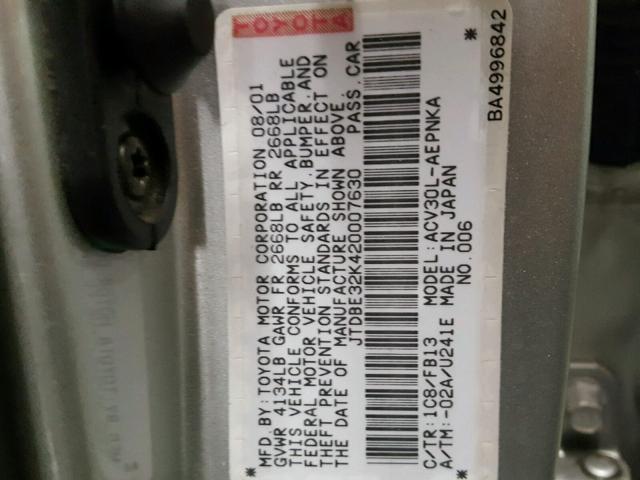 TOYOTA
*MFD.BY:TOYOTA MOTOR CORPORATION 08/01
GVWR 4134LB GAWR FR 2668LB RR 2668LB
THIS VEHICLE CONFORMS TO ALL APPLICABLE
FEDERAL MOTOR VEHICLE SAFETY,BUMPER,AND
THEFT PREVENTION STANDARDS IN EFFECT ON
THE DATE OF MANUFACTURE SHOWN ABOVE.
JTDBE32K420007630 PASS.CAR
C/TR:1C8/FB13 MODEL:ACV30L-AEPNKA
A/TM:-02A/U241E MADE IN JAPAN
* NO.006 *
BA4996842